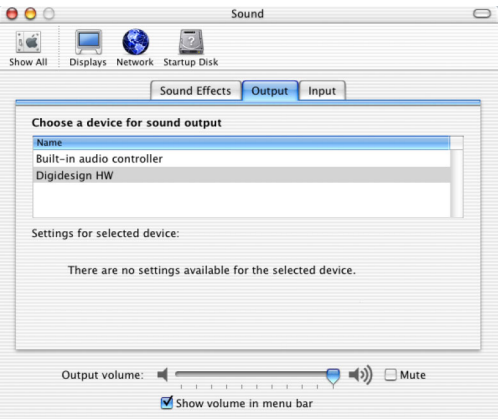 Sound
Show All Displays Network Startup Disk
Sound Effects Output Input
Choose a device for sound output
Name
Built-in audio controller
Digidesign HW
Settings for selected device:
There are no settings available for the selected device.
Output volume: Mute
Show volume in menu bar